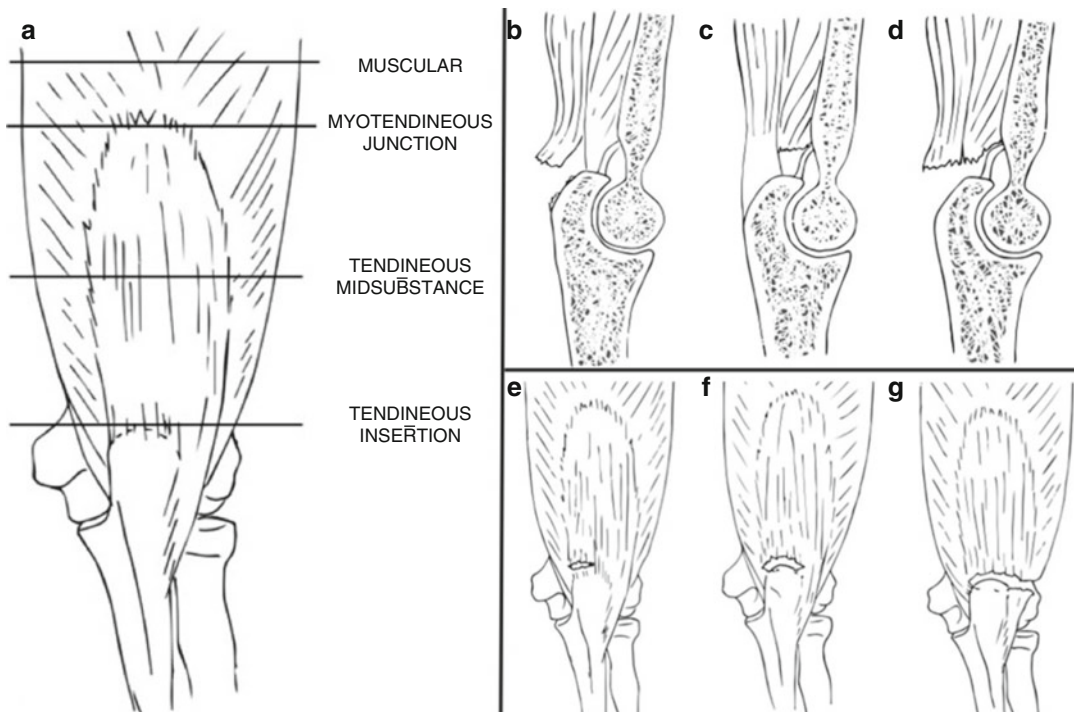 a
MUSCULAR
MYOTENDINEOUS
JUNCTION
TENDINEOUS
MIDSUBSTANCE
TENDINEOUS
INSERTION
b
c
d
e
f
g